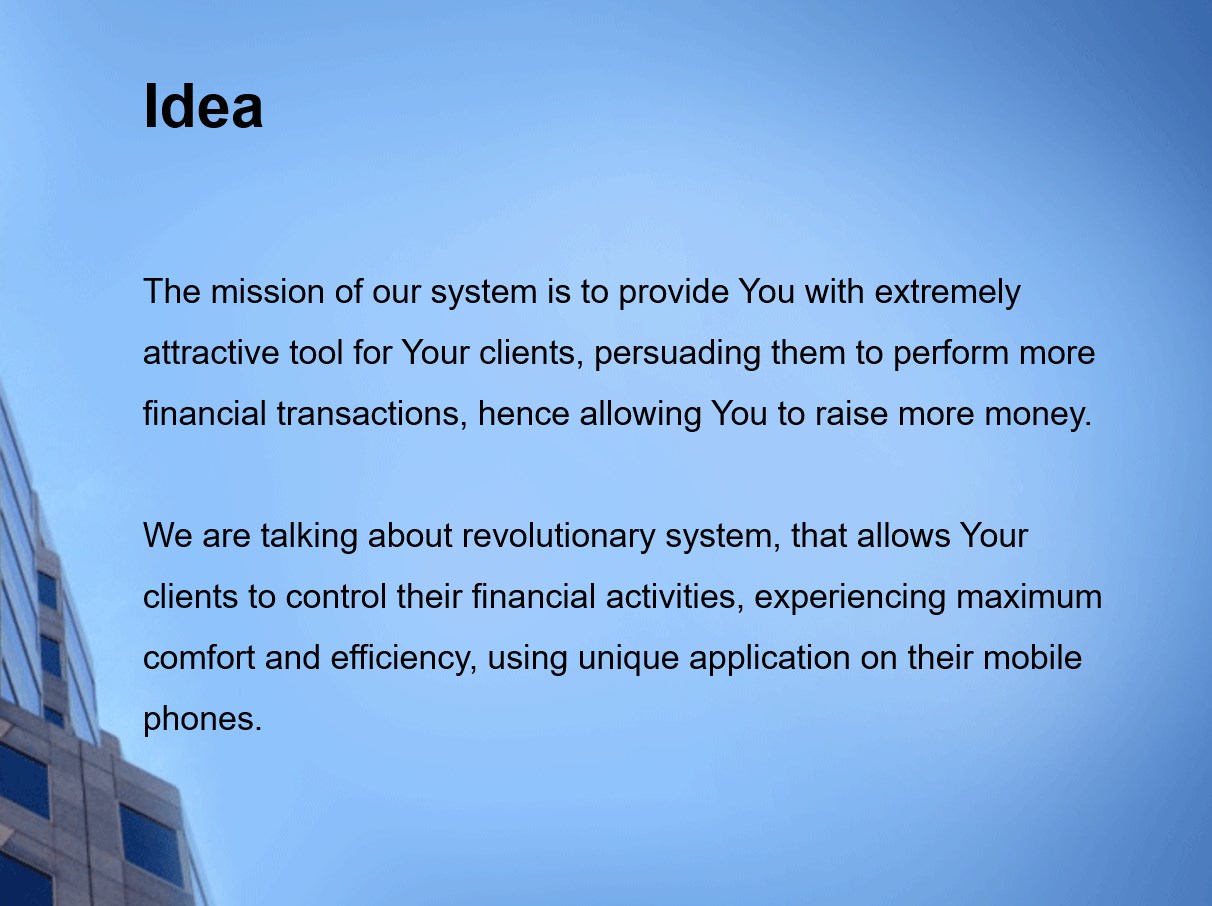 Idea
The mission of our system is to provide You with extremely
attractive tool for Your clients, persuading them to perform more
financial transactions, hence allowing You to raise more money.
We are talking about revolutionary system, that allows Your
clients to control their financial activities, experiencing maximum
comfort and efficiency, using unique application on their mobile
phones.